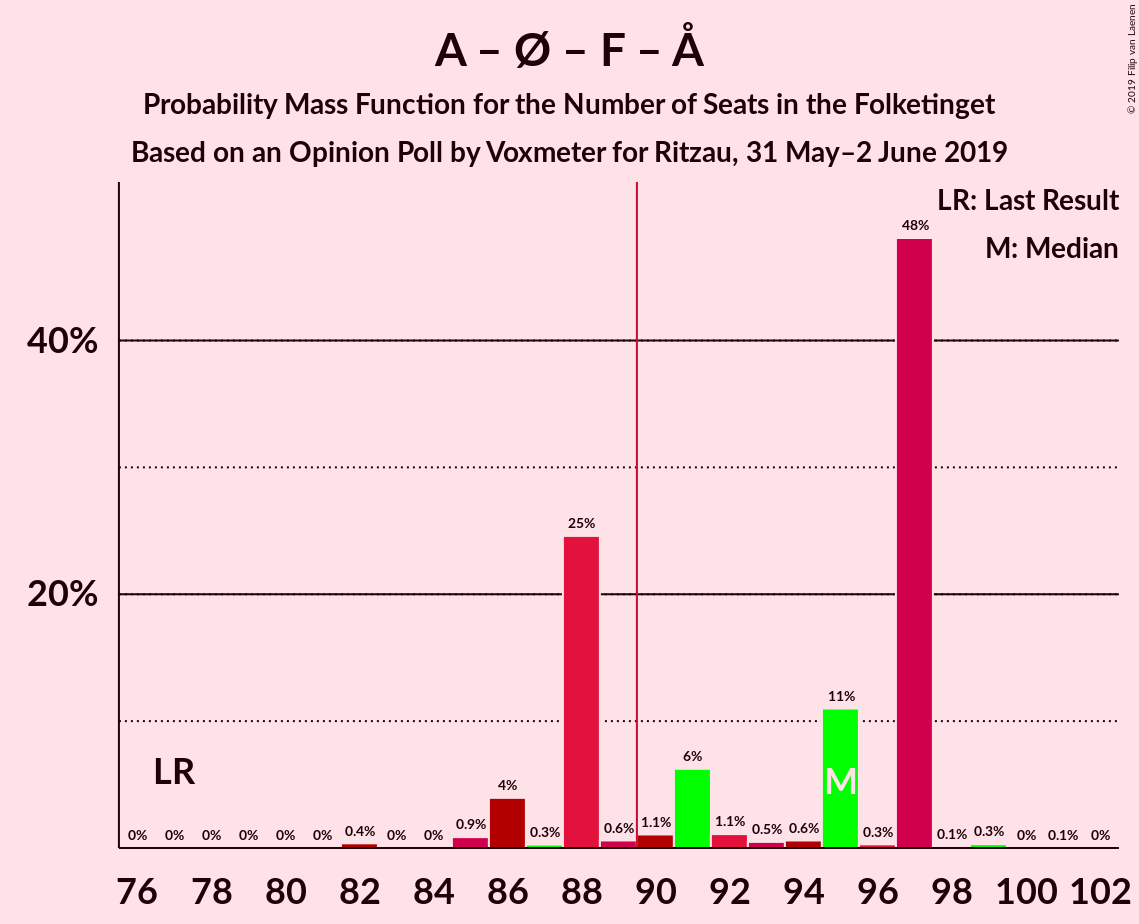 A – Ø – F – Å
Probability Mass Function for the Number of Seats in the Folketinget
Based on an Opinion Poll by Voxmeter for Ritzau, 31 May–2 June 2019
© 2019 Filip van Laenen
LR: Last Result
M: Median
48%
40%
25%
20%
11%
6%
M
LR
4%
0% 0% 0% 0% 0% 0% 0.4% 0% 0% 0.9% 0.3% 0.6% 1.1% 1.1% 0.5% 0.6% 0.3% 0.1% 0.3% 0% 0.1% 0%
76 78 80 82 84 86 88 90 92 94 96 98 100 102